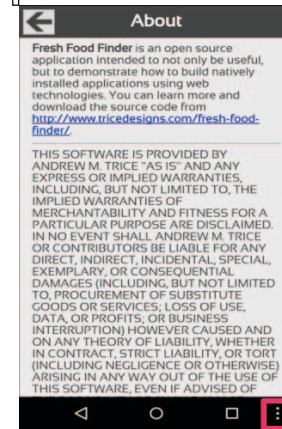 About
Fresh Food Finder is an open source
application intended to not only be useful,
but to demonstrate how to build natively
installed applications using web
technologies. You can learn more and
download the source code from
http://www.tricedesigns.com/fresh-food-
finder/.
THIS SOFTWARE IS PROVIDED BY
ANDREW M. TRICE "AS IS" AND ANY
EXPRESS OR IMPLIED WARRANTIES,
INCLUDING, BUT NOT LIMITED TO, THE
IMPLIED WARRANTIES OF
MERCHANTABILITY AND FITNESS FOR A
PARTICULAR PURPOSE ARE DISCLAIMED.
IN NO EVENT SHALL ANDREW M. TRICE
OR CONTRIBUTORS BE LIABLE FOR ANY
DIRECT, INDIRECT, INCIDENTAL, SPECIAL,
EXEMPLARY, OR CONSEQUENTIAL
DAMAGES (INCLUDING, BUT NOT LIMITED
TO, PROCUREMENT OF SUBSTITUTE
GOODS OR SERVICES; LOSS OF USE,
DATA, OR PROFITS; OR BUSINESS
INTERRUPTION) HOWEVER CAUSED AND
ON ANY THEORY OF LIABILITY, WHETHER
IN CONTRACT, STRICT LIABILITY, OR TORT
(INCLUDING NEGLIGENCE OR OTHERWISE)
ARISING IN ANY WAY OUT OF THE USE OF
THIS SOFTWARE, EVEN IF ADVISED OF